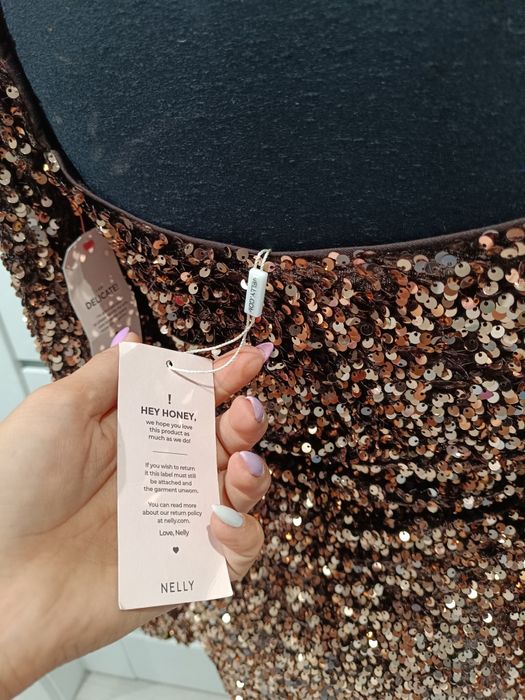 NELLY.COM
DELICATE!
!
HEY HONEY,
we hope you love
this product as
much as we do!
If you wish to return
it this label must still
be attached and
the garment unworn.
You can read more
about our return policy
at nelly.com.
Love, Nelly
NELLY